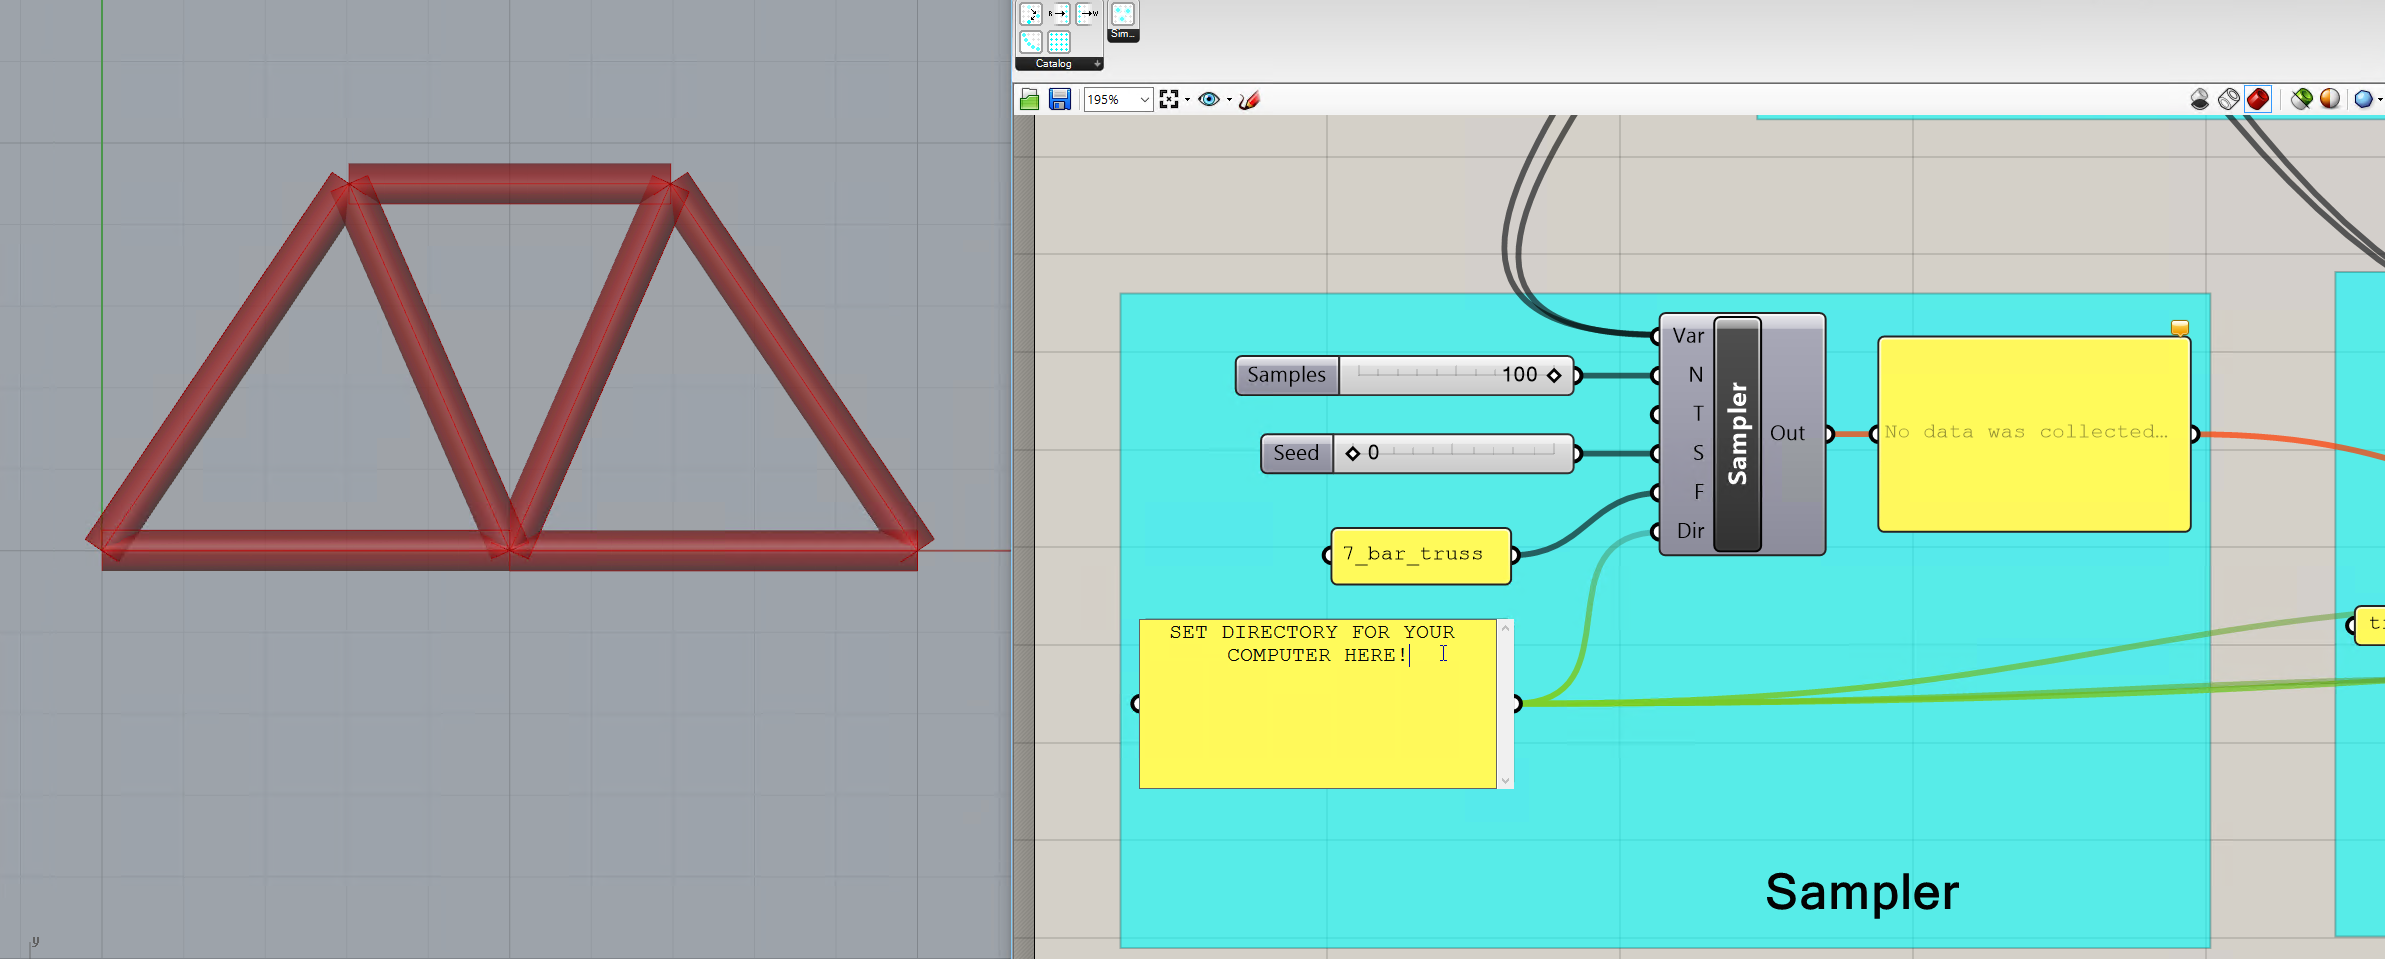 Sim...
Catalog
195%
Var
Samples
100
N
T
Seed
0
S
F
Dir
Sampler
Out
No data was collected…
7_bar_truss
SET DIRECTORY FOR YOUR
COMPUTER HERE!
Sampler
y